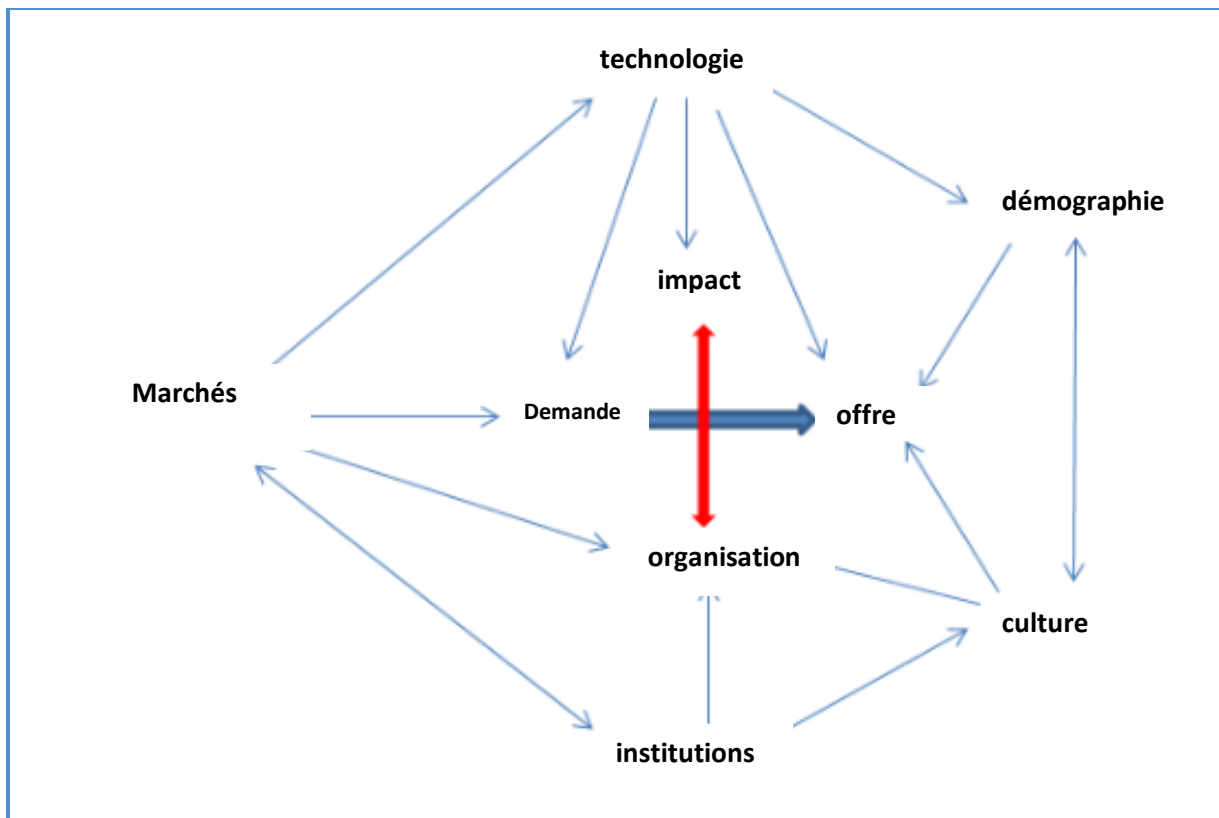 technologie
démographie
impact
Marchés
Demande
offre
organisation
culture
institutions